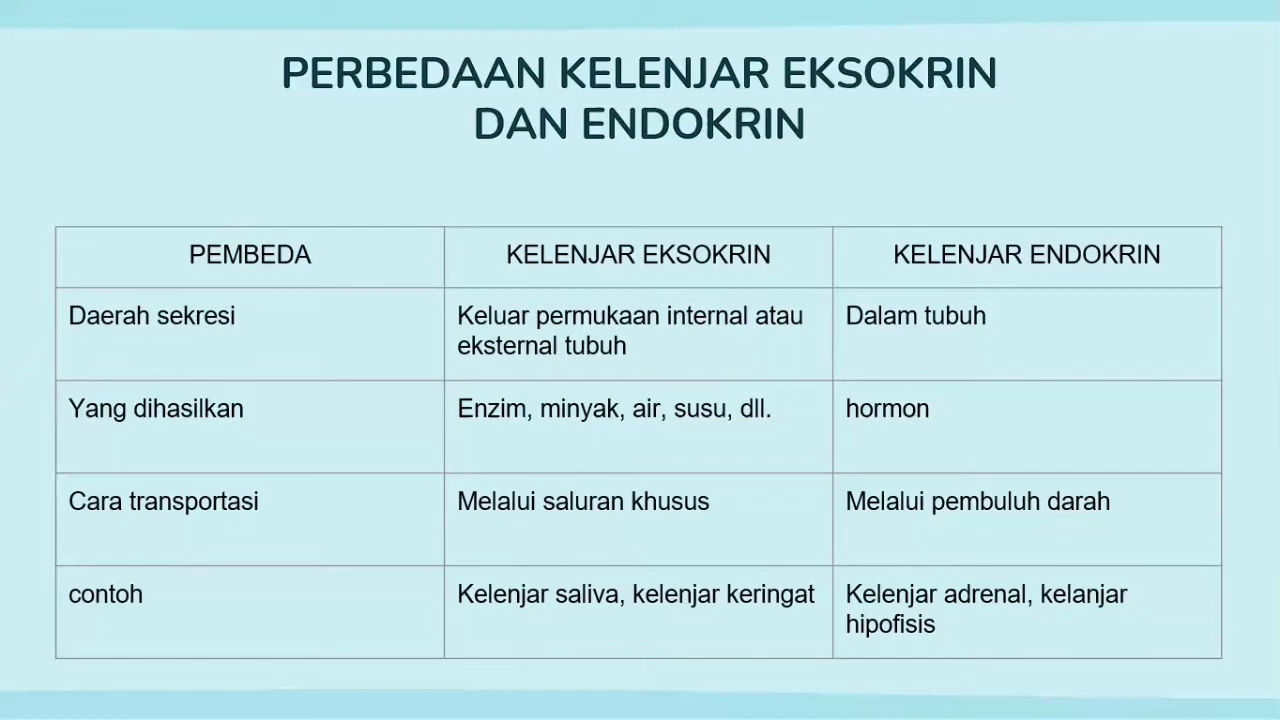 PERBEDAAN KELENJAR EKSOKRIN
DAN ENDOKRIN
PEMBEDA
KELENJAR EKSOKRIN
KELENJAR ENDOKRIN
Daerah sekresi
Keluar permukaan internal atau
eksternal tubuh
Dalam tubuh
Yang dihasilkan
Enzim, minyak, air, susu, dll.
hormon
Cara transportasi
Melalui saluran khusus
Melalui pembuluh darah
contoh
Kelenjar saliva, kelenjar keringat
Kelenjar adrenal, kelanjar
hipofisis